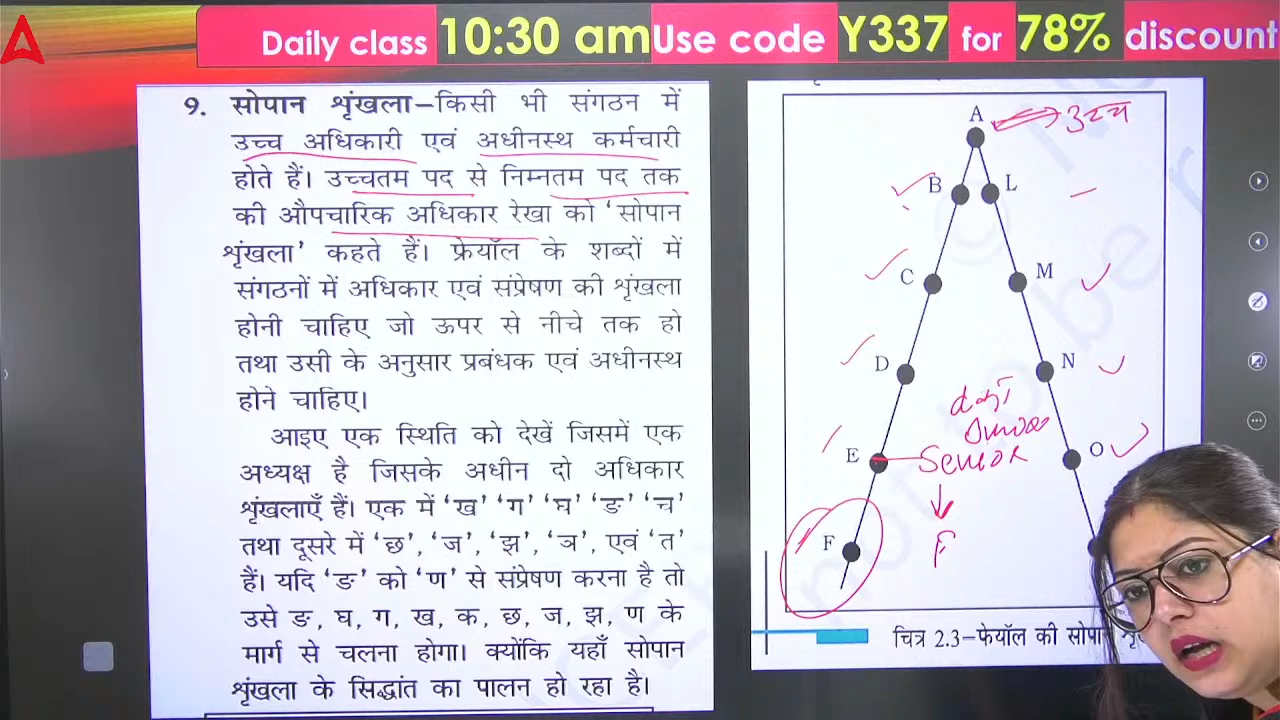 Daily class 10:30 am Use code Y337 for 78% discount
9. सोपान शृंखला–किसी भी संगठन में
उच्च अधिकारी एवं अधीनस्थ कर्मचारी
होते हैं। उच्चतम पद से निम्नतम पद तक
की औपचारिक अधिकार रेखा को ‘सोपान
शृंखला’ कहते हैं। फ़ेयॉल के शब्दों में
संगठनों में अधिकार एवं संप्रेषण की शृंखला
होनी चाहिए जो ऊपर से नीचे तक हो
तथा उसी के अनुसार प्रबंधक एवं अधीनस्थ
होने चाहिए।
आइए एक स्थिति को देखें जिसमें एक
अध्यक्ष है जिसके अधीन दो अधिकार
शृंखलाएँ हैं। एक में ‘ख’ ‘ग’ ‘घ’ ‘ङ’ ‘च’
तथा दूसरे में ‘छ’, ‘ज’, ‘झ’, ‘ञ’, एवं ‘त’
हैं। यदि ‘ङ’ को ‘ण’ से संप्रेषण करना है तो
उसे ङ, घ, ग, ख, क, छ, ज, झ, ण के
मार्ग से चलना होगा। क्योंकि यहाँ सोपान
शृंखला के सिद्धांत का पालन हो रहा है।
A
उच्च
B L
C M
D N
E Senior O
F F
चित्र 2.3–फेयॉल की सोपा